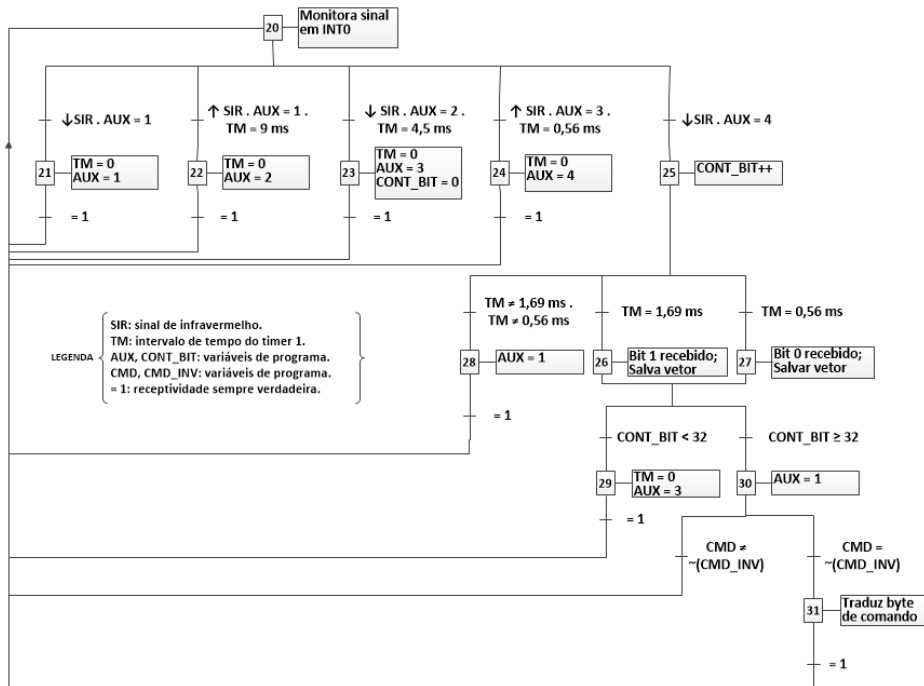 20
Monitora sinal
em INT0
↓SIR . AUX = 1
↑ SIR . AUX = 1 .
TM = 9 ms
↓ SIR . AUX = 2 .
TM = 4,5 ms
↑ SIR . AUX = 3 .
TM = 0,56 ms
↓SIR . AUX = 4
21
TM = 0
AUX = 1
22
TM = 0
AUX = 2
23
TM = 0
AUX = 3
CONT_BIT = 0
24
TM = 0
AUX = 4
25
CONT_BIT++
= 1
= 1
= 1
= 1
TM ≠ 1,69 ms .
TM ≠ 0,56 ms
TM = 1,69 ms
TM = 0,56 ms
LEGENDA
SIR: sinal de infravermelho.
TM: intervalo de tempo do timer 1.
AUX, CONT_BIT: variáveis de programa.
CMD, CMD_INV: variáveis de programa.
= 1: receptividade sempre verdadeira.
28
AUX = 1
26
Bit 1 recebido;
Salva vetor
27
Bit 0 recebido;
Salvar vetor
= 1
CONT_BIT < 32
CONT_BIT ≥ 32
29
TM = 0
AUX = 3
30
AUX = 1
= 1
CMD ≠
~(CMD_INV)
CMD =
~(CMD_INV)
31
Traduz byte
de comando
= 1